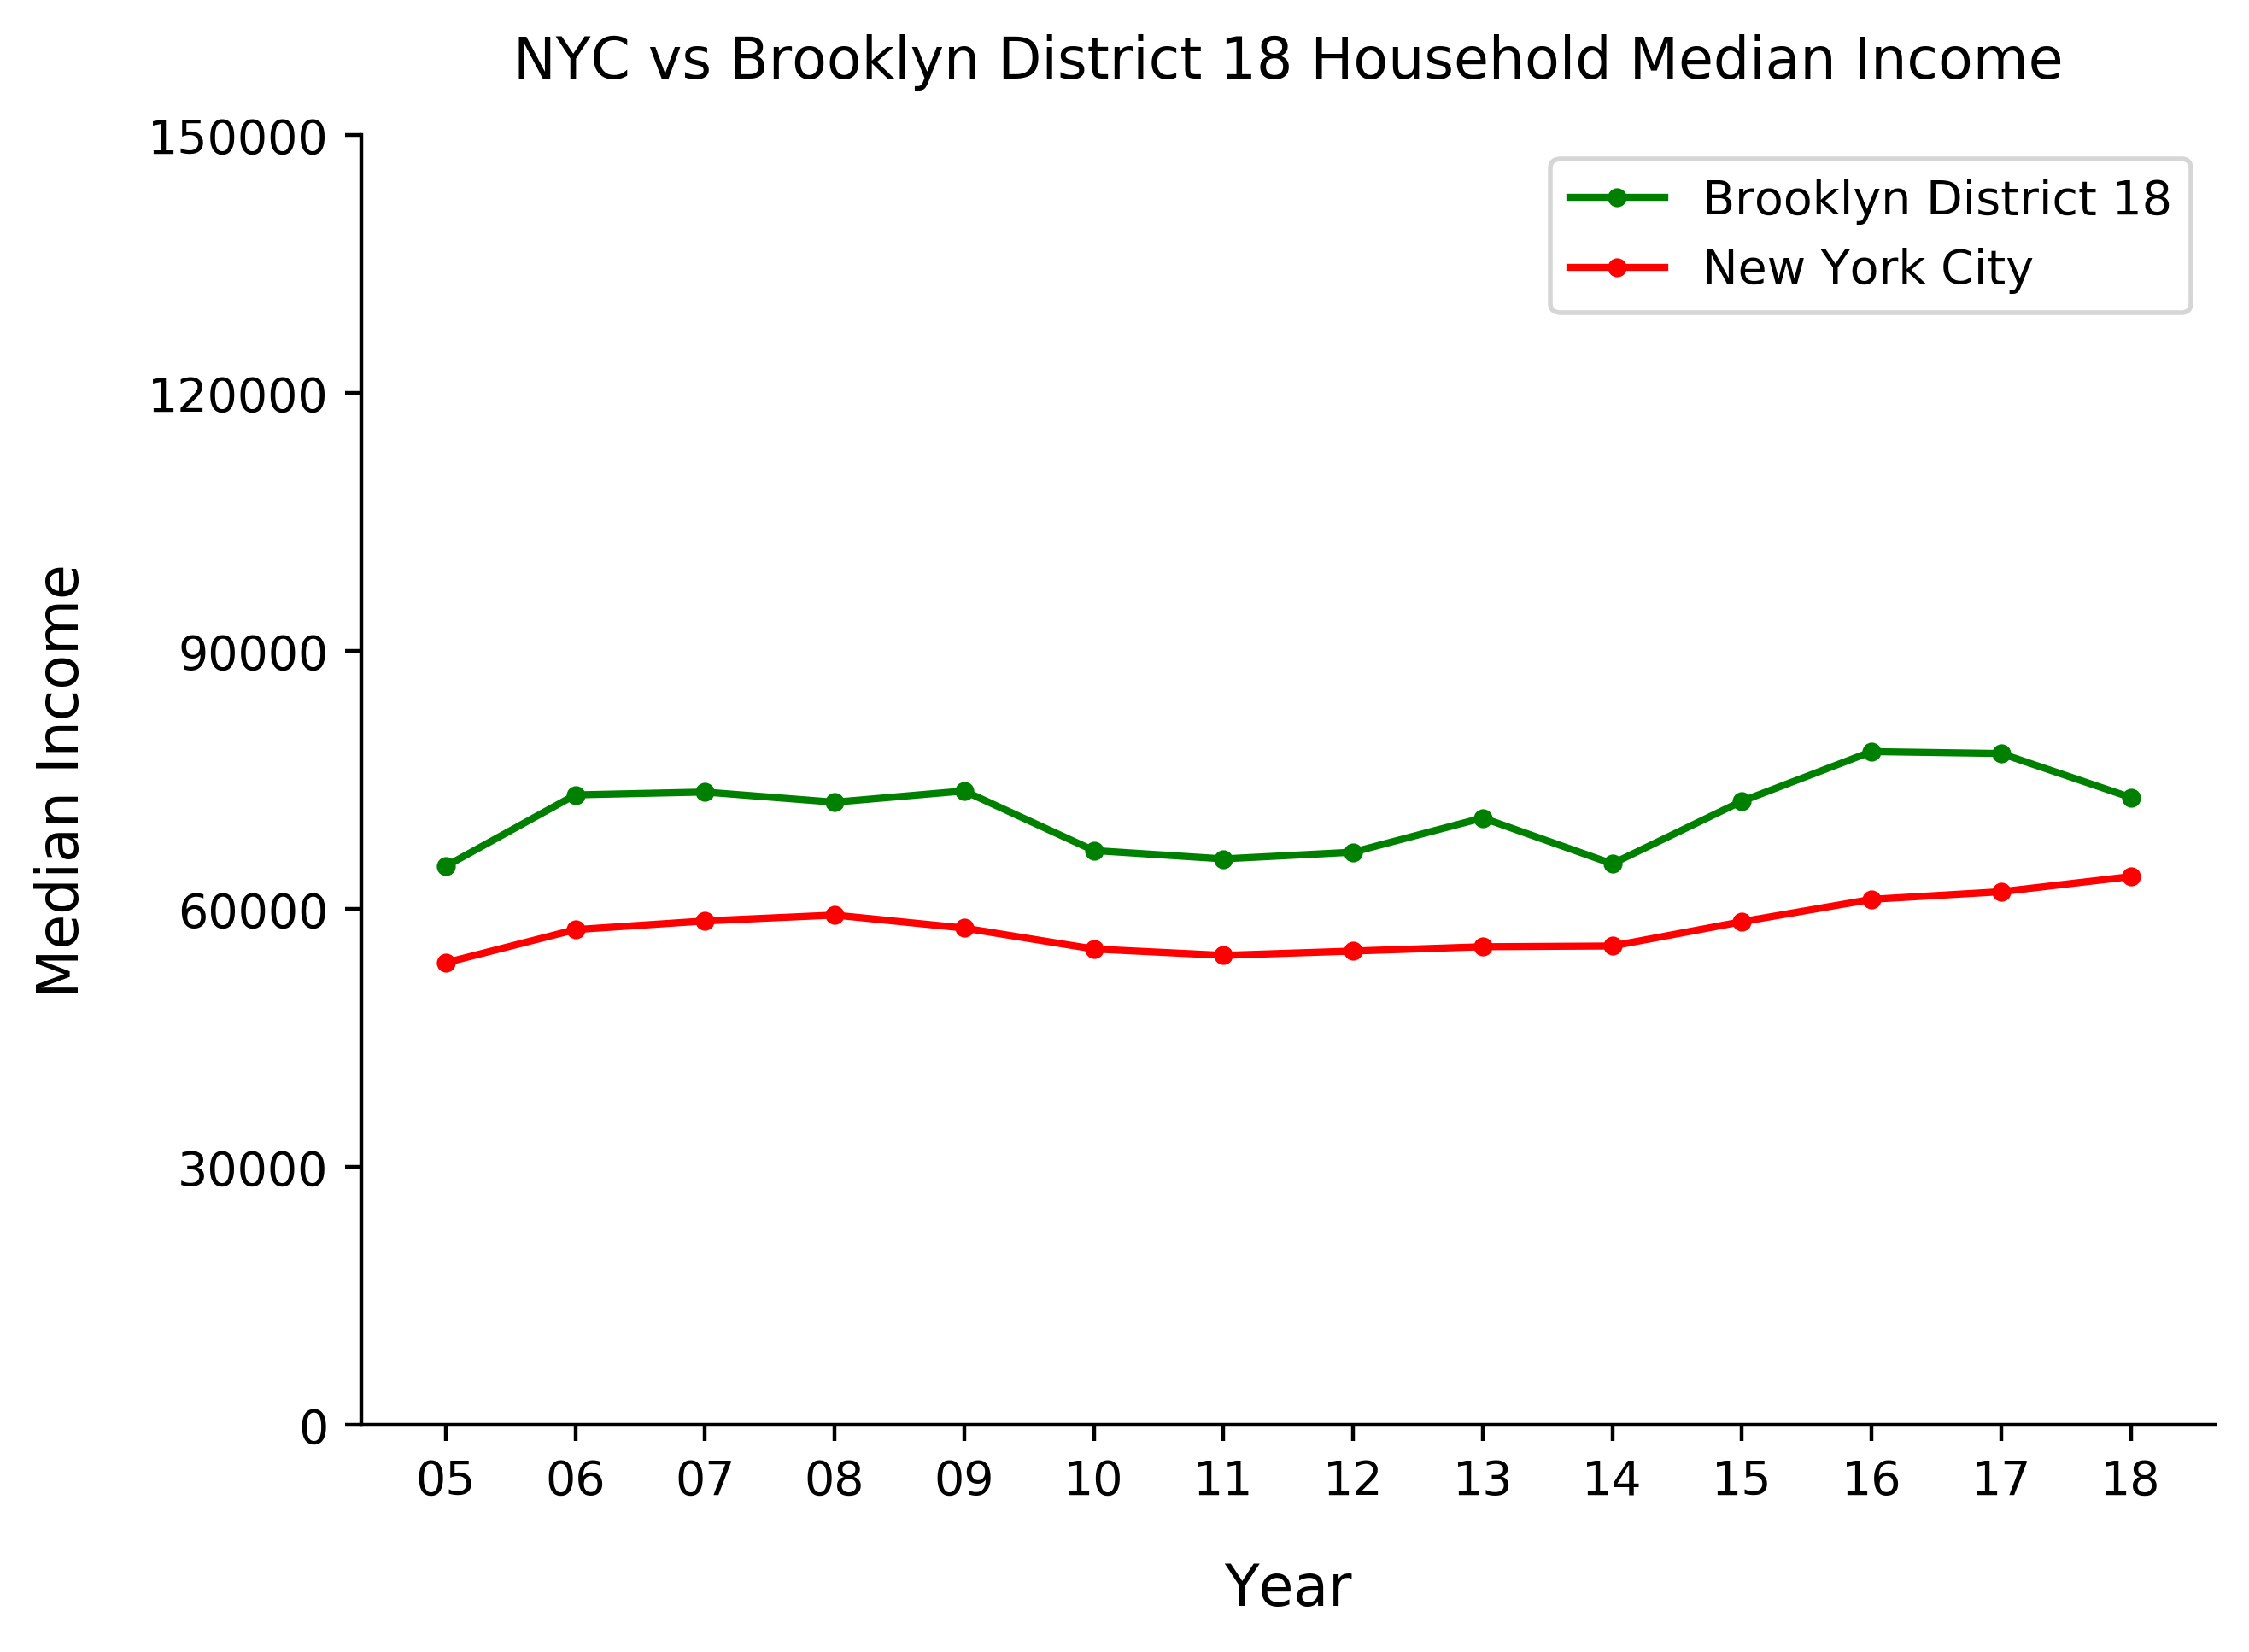 NYC vs Brooklyn District 18 Household Median Income
150000
120000
90000
60000
30000
0
Median Income
Brooklyn District 18
New York City
05 06 07 08 09 10 11 12 13 14 15 16 17 18
Year